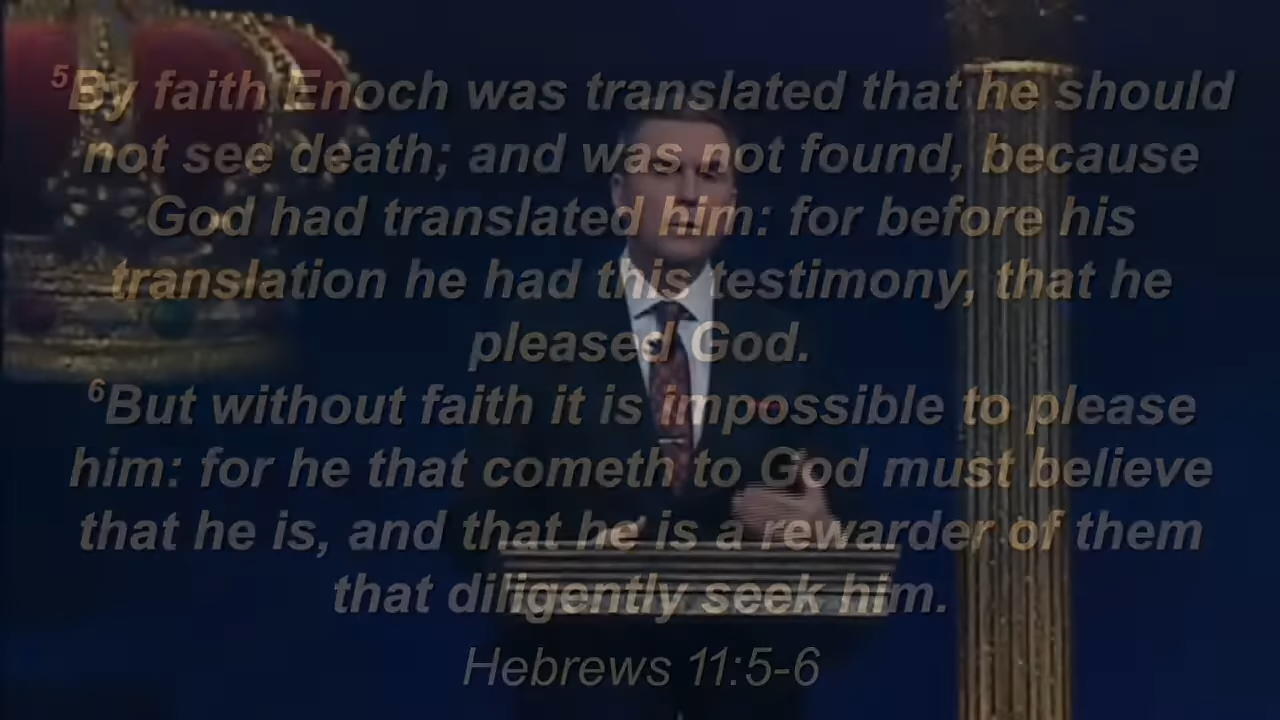 ⁵By faith Enoch was translated that he should
not see death; and was not found, because
God had translated him: for before his
translation he had this testimony, that he
pleased God.
⁶But without faith it is impossible to please
him: for he that cometh to God must believe
that he is, and that he is a rewarder of them
that diligently seek him.
Hebrews 11:5-6